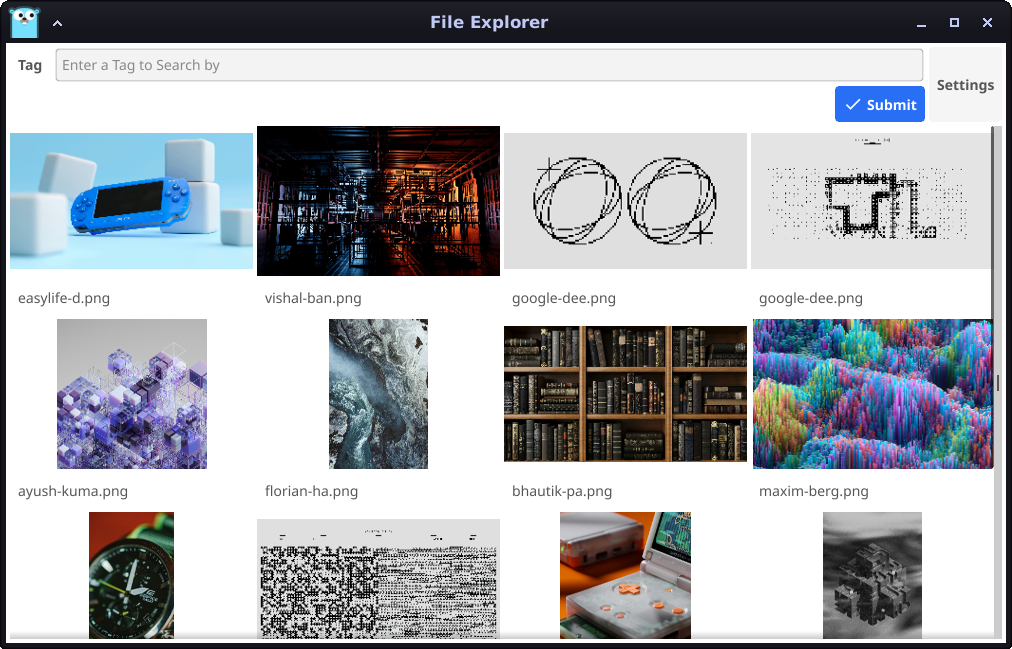 File Explorer
Tag
Enter a Tag to Search by
Settings
Submit
easylife-d.png
vishal-ban.png
google-dee.png
google-dee.png
ayush-kuma.png
florian-ha.png
bhautik-pa.png
maxim-berg.png